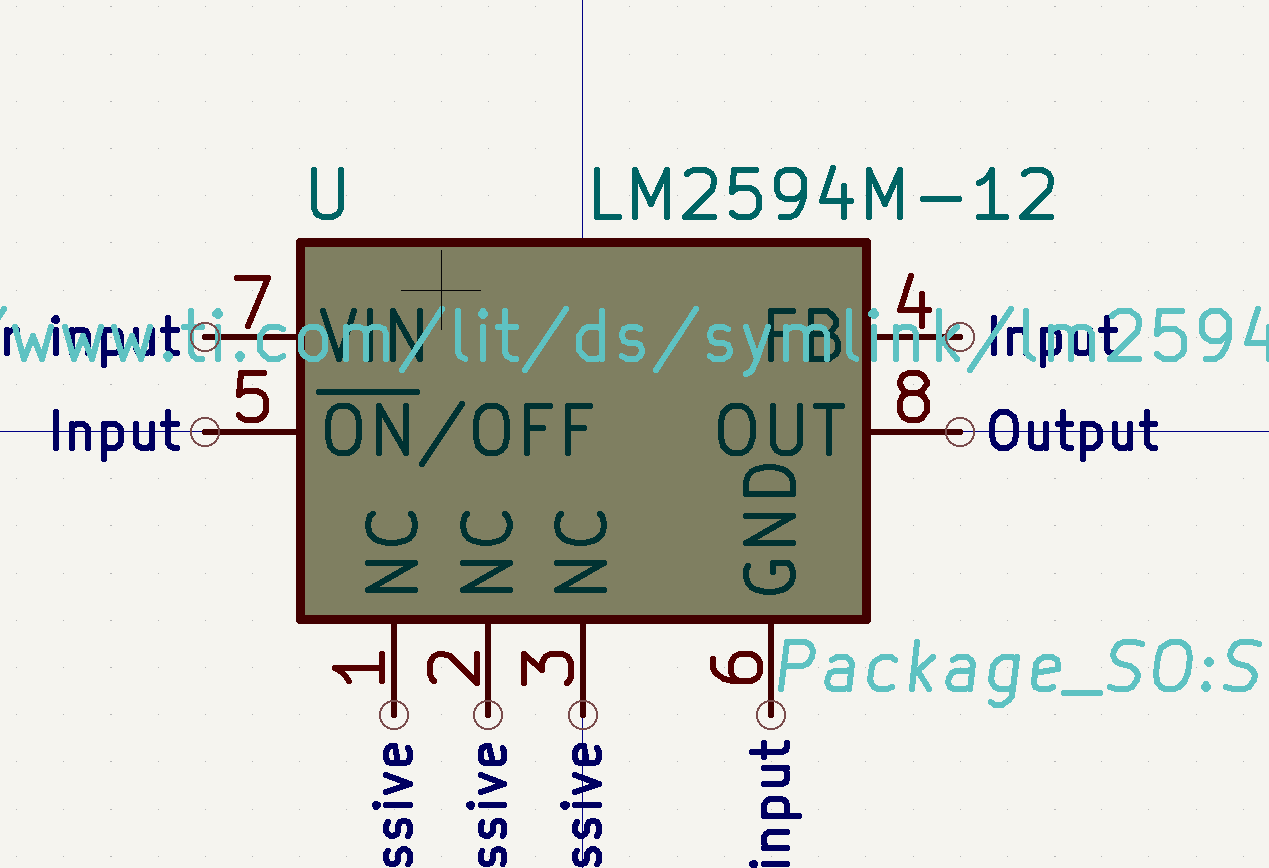 U LM2594M-12
7 4
r input www.ti.com/lit/ds/symlink/lm2594 VIN FB Input
5 8
Input ON/OFF OUT Output
NC NC NC GND
1 2 3 6 Package_SO:S
ssive ssive ssive input